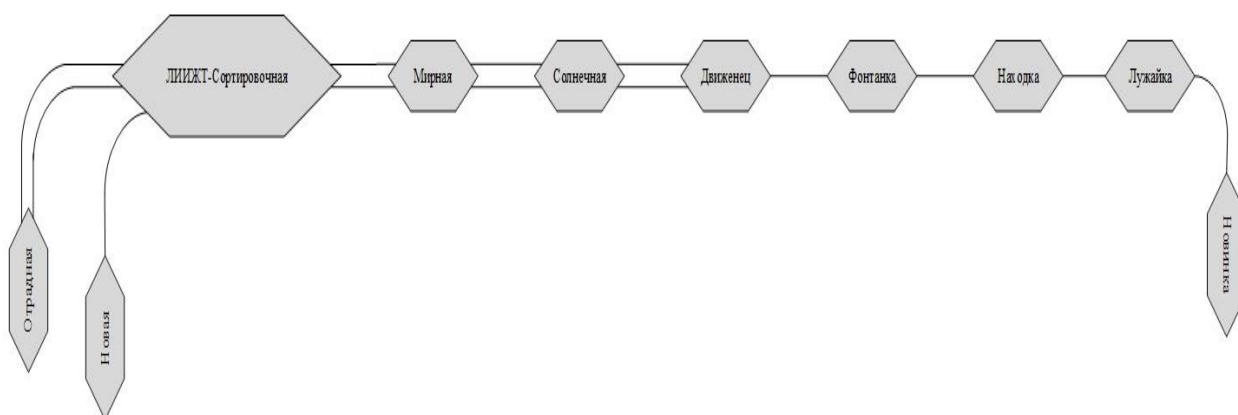 ЛИИЖТ-Сортировочная
Мирная
Солнечная
Движенец
Фонтанка
Находка
Лужайка
Отрадная
Новая
Новинка